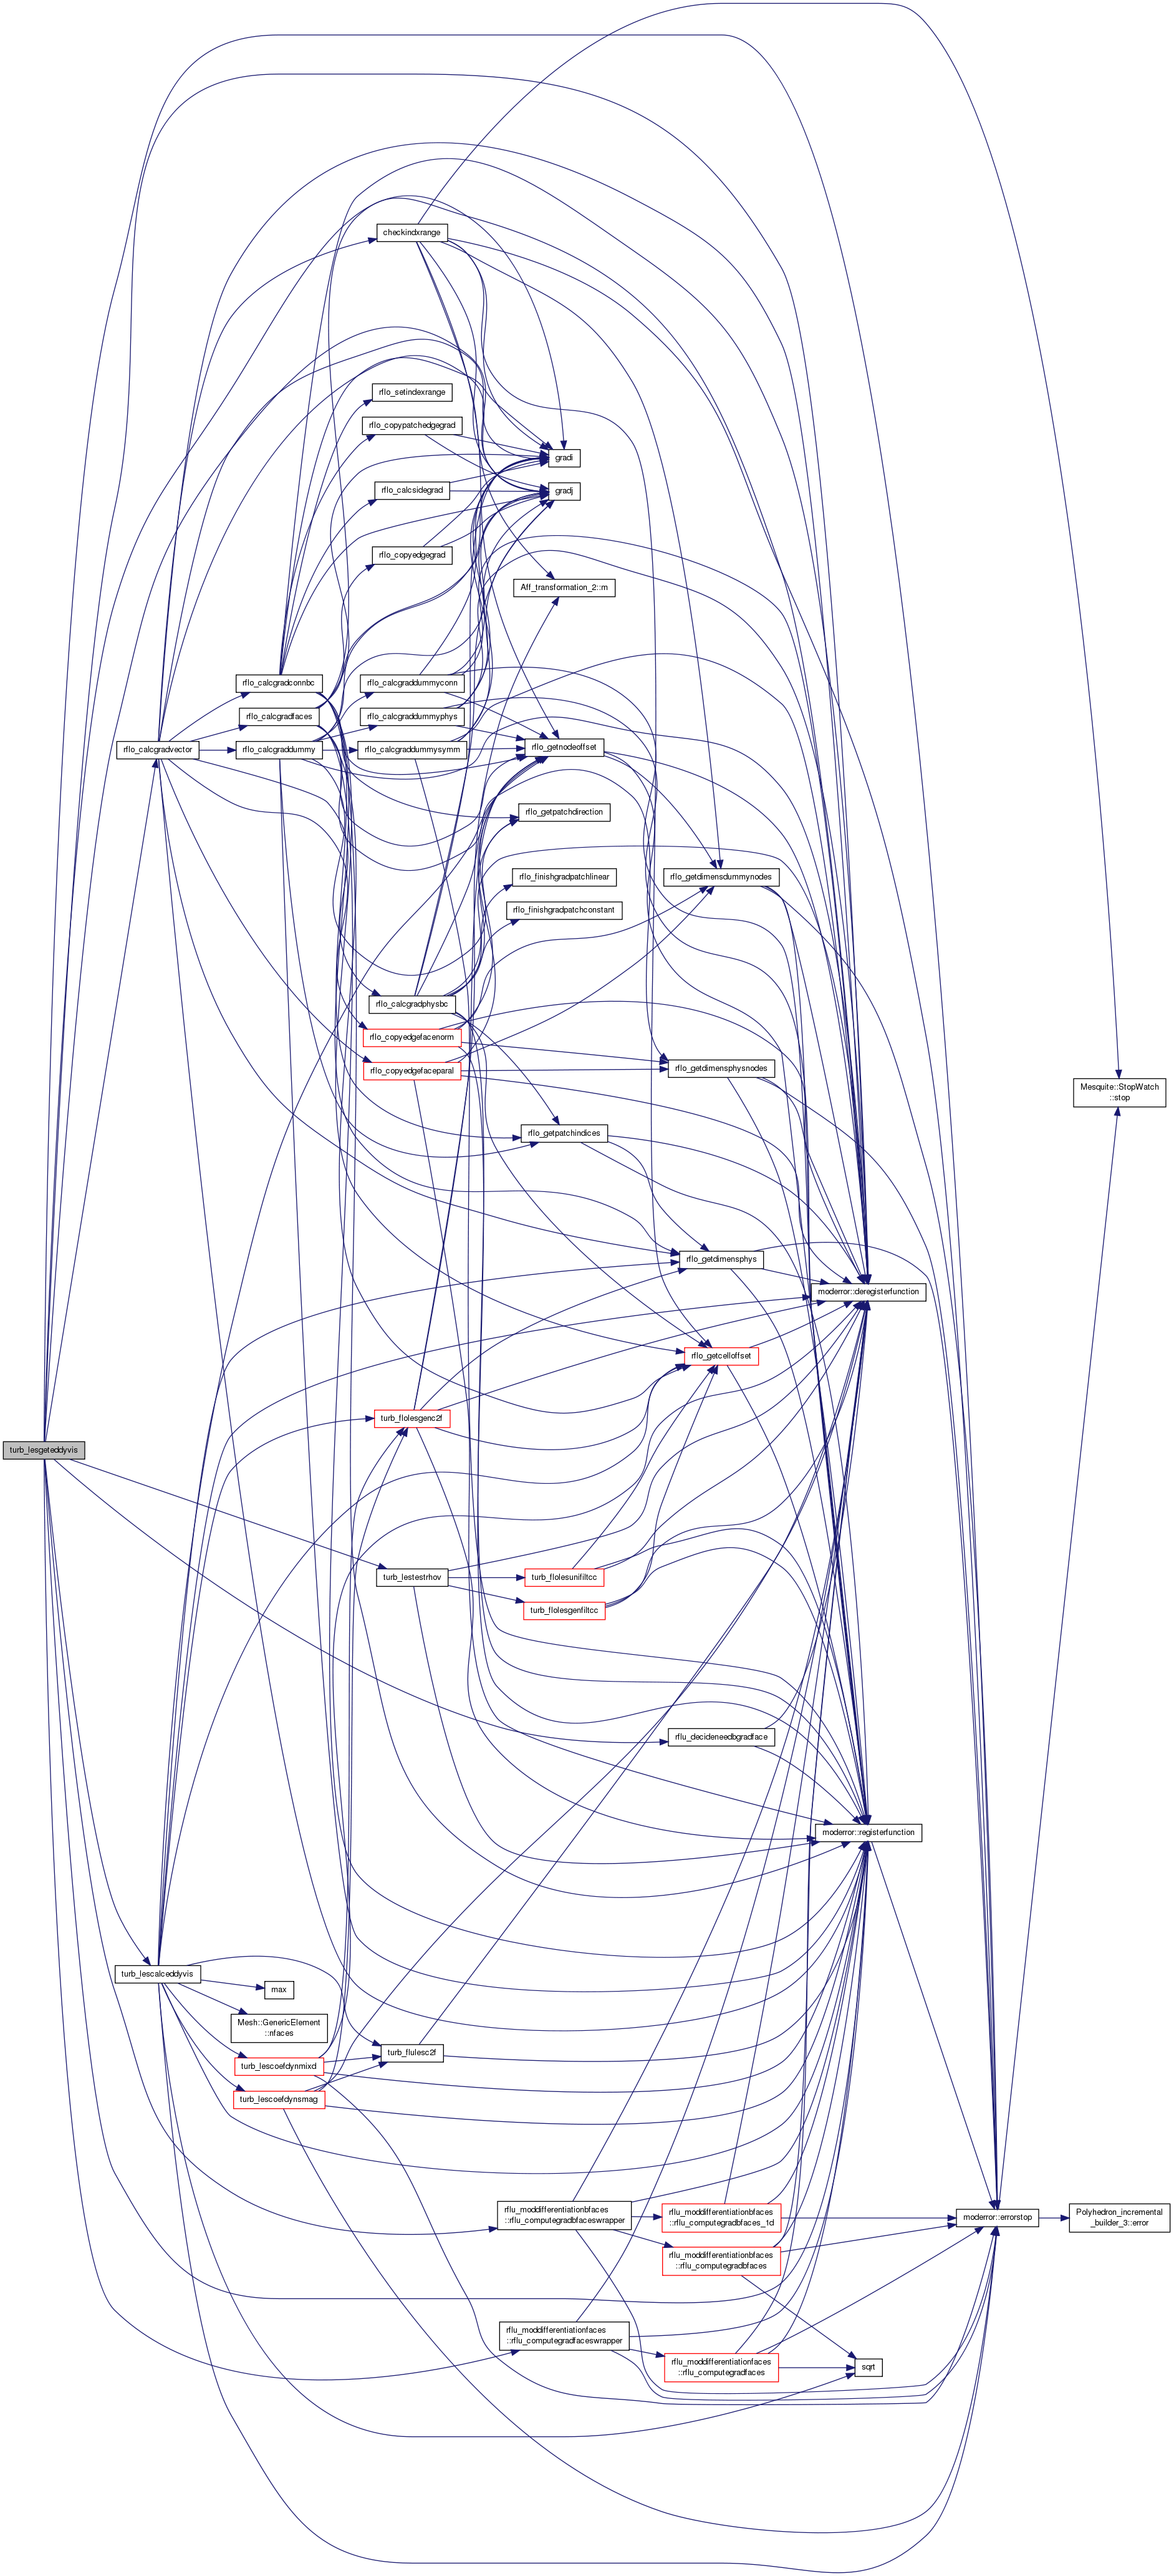 checkindxrange
rflo_setindexrange
rflo_copypatchedgegrad
gradi
rflo_calcsidegrad
gradj
rflo_copyedgegrad
Aff_transformation_2::m
rflo_calcgradconnbc
rflo_calcgraddummyconn
rflo_calcgradfaces
rflo_calcgraddummyphys
rflo_calcgradvector
rflo_calcgraddummy
rflo_calcgraddummysymm
rflo_getnodeoffset
rflo_getpatchdirection
rflo_finishgradpatchlinear
rflo_getdimensdummynodes
rflo_finishgradpatchconstant
rflo_calcgradphysbc
rflo_copyedgefacenorm
rflo_copyedgefaceparal
rflo_getdimensphysnodes
Mesquite::StopWatch
::stop
rflo_getpatchindices
rflo_getdimensphys
moderror::deregisterfunction
rflo_getcelloffset
turb_flolesgenc2f
turb_lesgeteddyvis
turb_lestestrhov
turb_flolesunifiltcc
turb_flolesgenfiltcc
rflu_decideneedbgradface
moderror::registerfunction
turb_lescalceddyvis
max
Mesh::GenericElement
::nfaces
turb_flulesc2f
turb_lescoefdynmixd
turb_lescoefdynsmag
rflu_moddifferentiationbfaces
::rflu_computegradbfaceswrapper
rflu_moddifferentiationbfaces
::rflu_computegradbfaces_1d
moderror::errorstop
Polyhedron_incremental
_builder_3::error
rflu_moddifferentiationbfaces
::rflu_computegradbfaces
rflu_moddifferentiationfaces
::rflu_computegradfaceswrapper
rflu_moddifferentiationfaces
::rflu_computegradfaces
sqrt